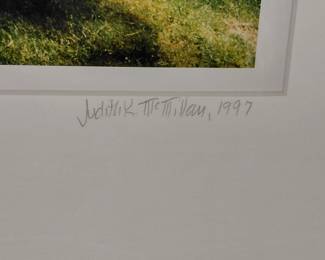 Judith K. McMillan, 1997